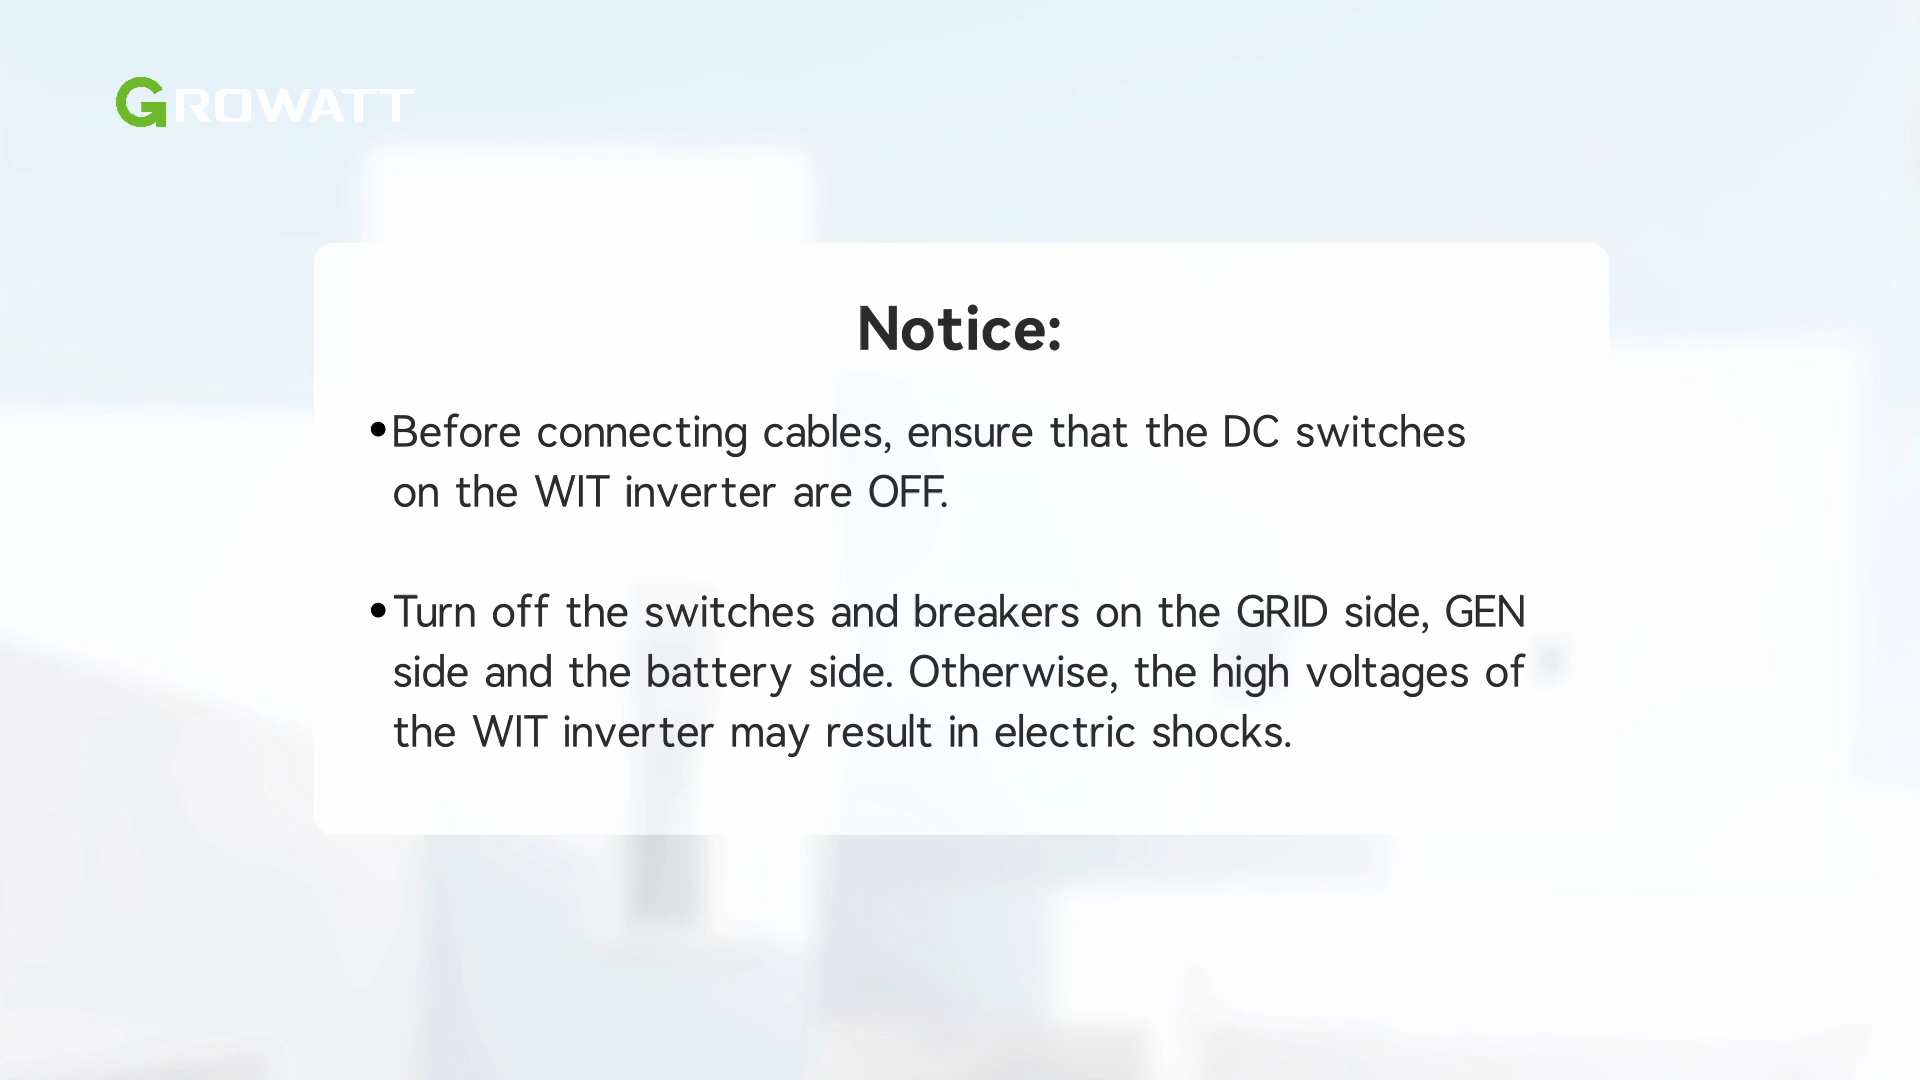 GROWATT
Notice:
•Before connecting cables, ensure that the DC switches
on the WIT inverter are OFF.
•Turn off the switches and breakers on the GRID side, GEN
side and the battery side. Otherwise, the high voltages of
the WIT inverter may result in electric shocks.